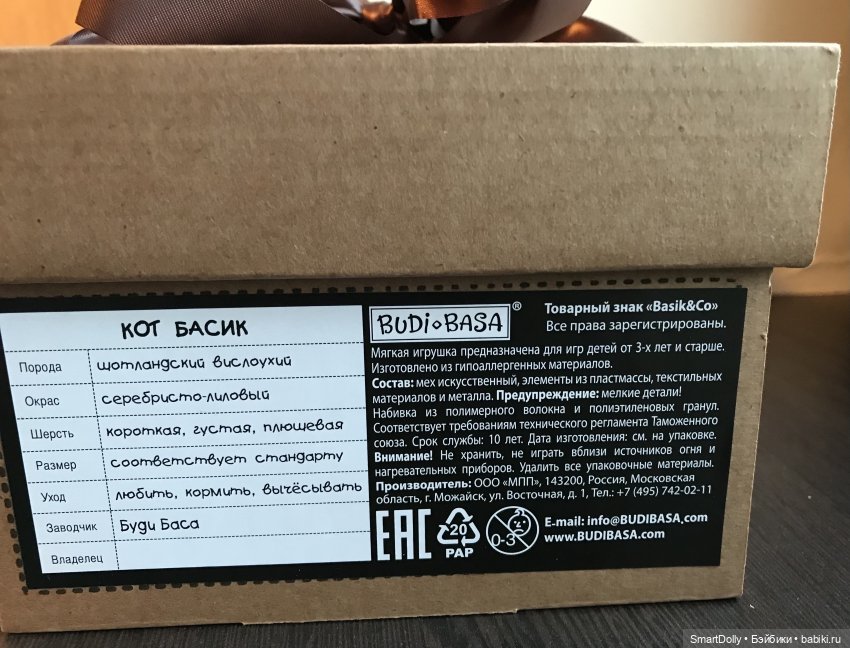 КОТ БАСИК
Порода шотландский вислоухий
Окрас серебристо-лиловый
Шерсть короткая, густая, плюшевая
Размер соответствует стандарту
Уход любить, кормить, вычёсывать
Заводчик Буди Баса
Владелец
BUDi◇BASA®
Товарный знак «Basik&Co»
Все права зарегистрированы.
Мягкая игрушка предназначена для игр детей от 3-х лет и старше.
Изготовлено из гипоаллергенных материалов.
Состав: мех искусственный, элементы из пластмассы, текстильных
материалов и металла. Предупреждение: мелкие детали!
Набивка из полимерного волокна и полиэтиленовых гранул.
Соответствует требованиям технического регламента Таможенного
союза. Срок службы: 10 лет. Дата изготовления: см. на упаковке.
Внимание! Не хранить, не играть вблизи источников огня и
нагревательных приборов. Удалить все упаковочные материалы.
Производитель: ООО «МПП», 143200, Россия, Московская
область, г. Можайск, ул. Восточная, д. 1, Тел.: +7 (495) 742-02-11
EAC
20
PAP
0-3
E-mail: info@BUDIBASA.com
www.BUDIBASA.com
SmartDolly • Бэйбики • babiki.ru